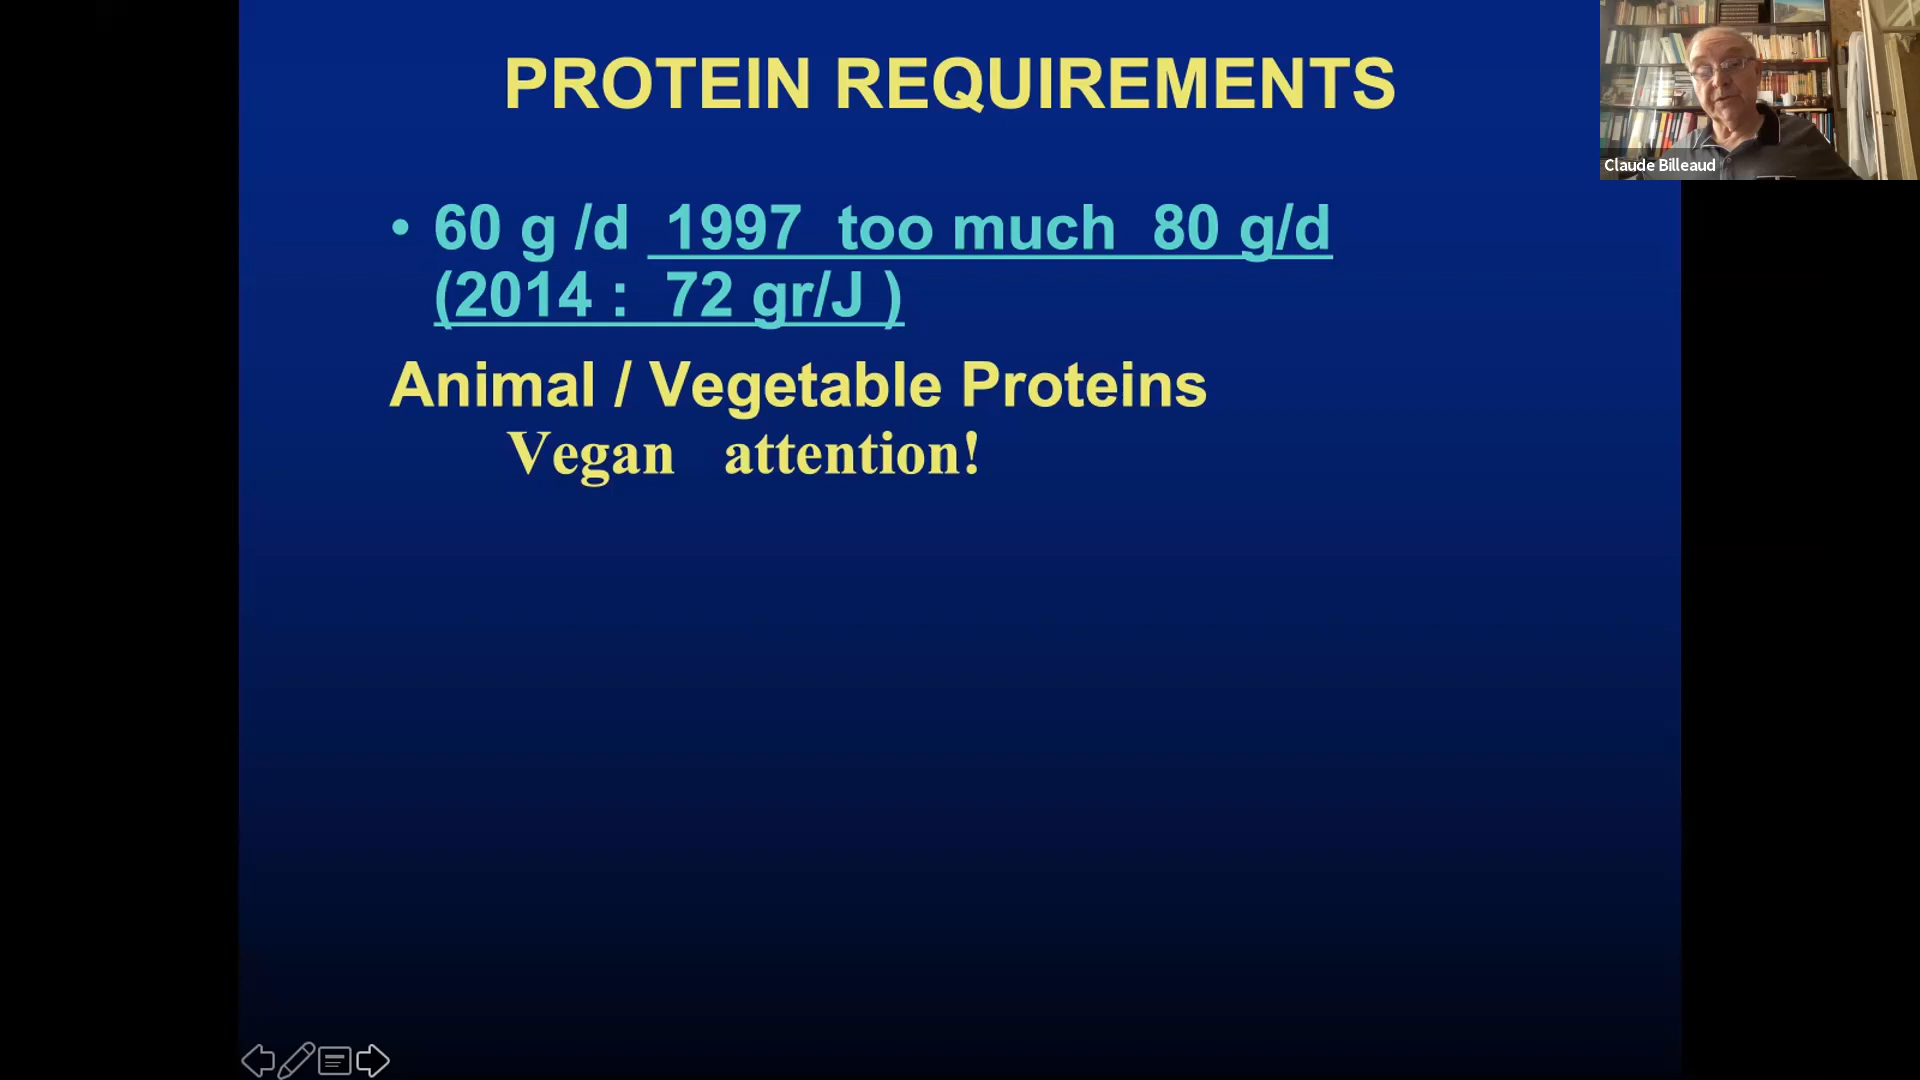 PROTEIN REQUIREMENTS
Claude Billeaud
• 60 g /d 1997 too much 80 g/d
(2014 : 72 gr/J )
Animal / Vegetable Proteins
Vegan attention!